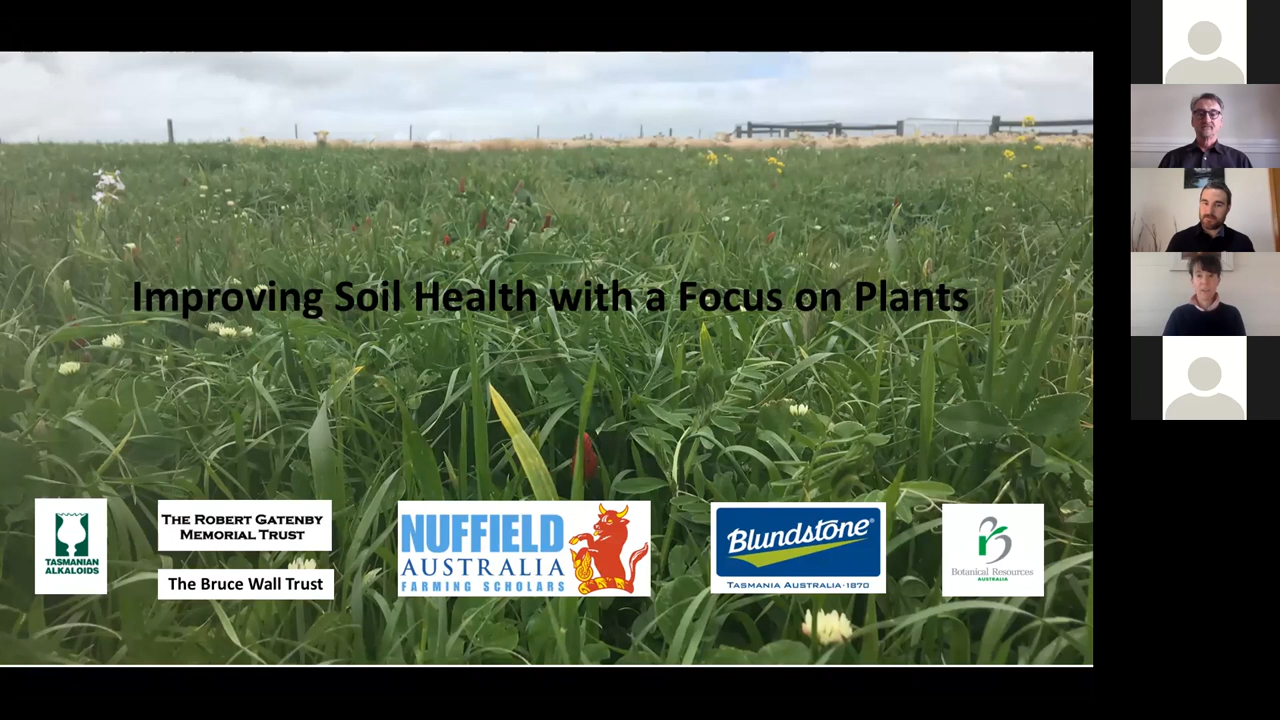 Improving Soil Health with a Focus on Plants
TASMANIAN
ALKALOIDS
THE ROBERT GATENBY
MEMORIAL TRUST
The Bruce Wall Trust
NUFFIELD
AUSTRALIA
FARMING SCHOLARS
Blundstone®
TASMANIA AUSTRALIA·1870
Botanical Resources
AUSTRALIA